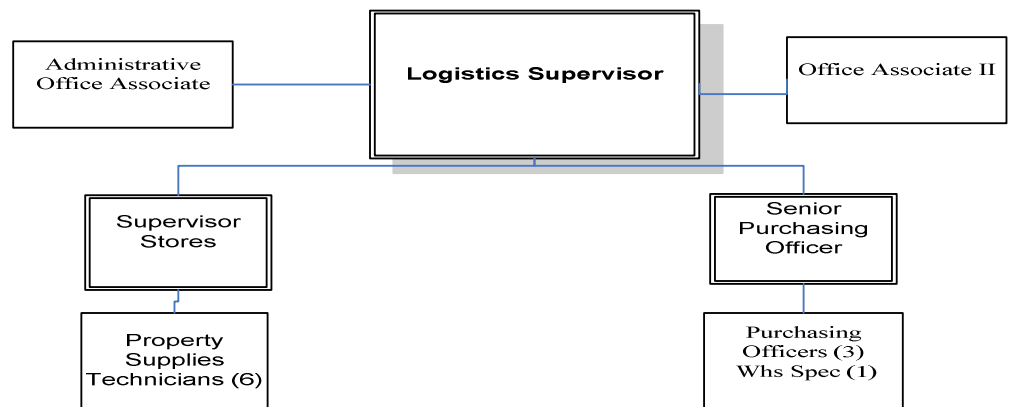 Administrative
Office Associate
Logistics Supervisor
Office Associate II
Supervisor
Stores
Senior
Purchasing
Officer
Property
Supplies
Technicians (6)
Purchasing
Officers (3)
Whs Spec (1)